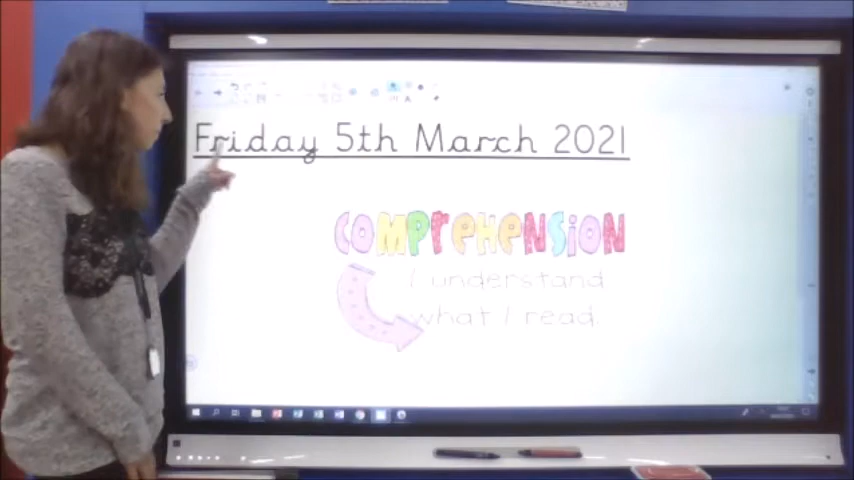 Friday 5th March 2021
Comprehension
I understand
what I read.